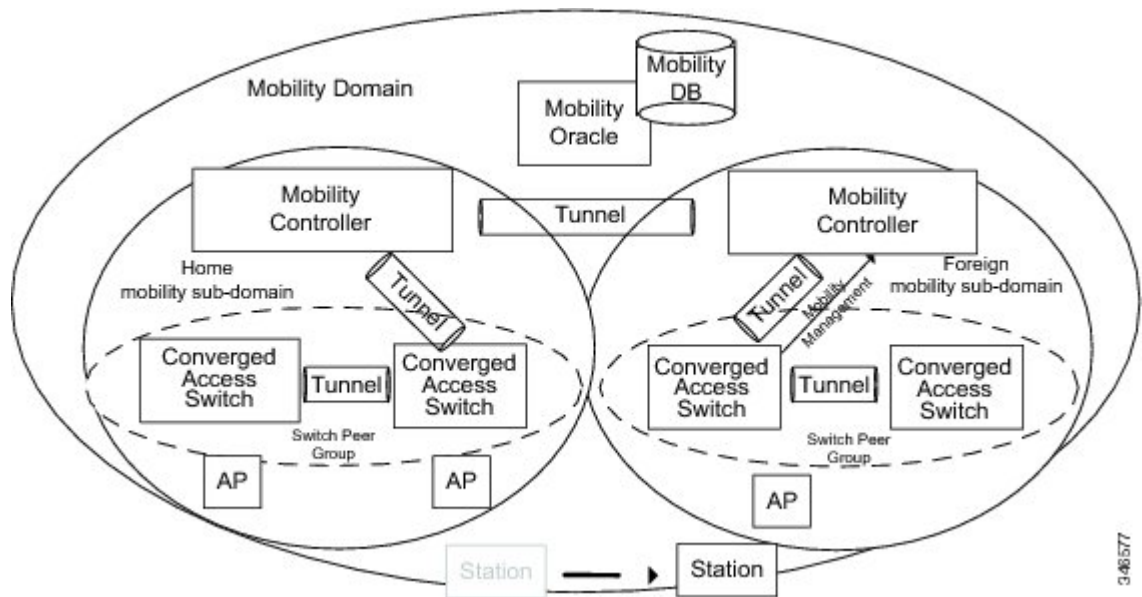 Mobility Domain
Mobility
DB
Mobility
Oracle
Mobility
Controller
Tunnel
Mobility
Controller
Home
mobility sub-domain
Tunnel
Tunnel
Mobility
Management
Foreign
mobility sub-domain
Converged
Access
Switch
Tunnel
Converged
Access
Switch
Converged
Access
Switch
Tunnel
Converged
Access
Switch
Switch Peer
Group
Switch Peer
Group
AP
AP
AP
Station
Station
346577